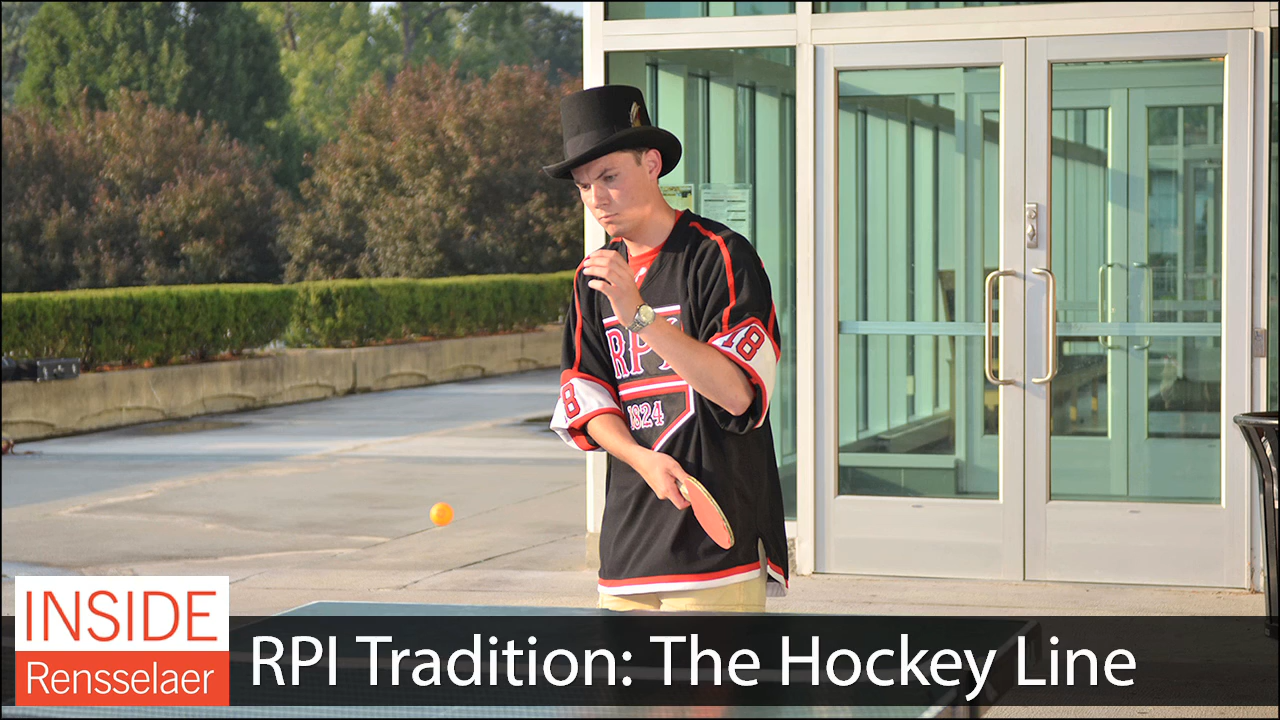 18
RPI
1824
18
INSIDE
Rensselaer
RPI Tradition: The Hockey Line